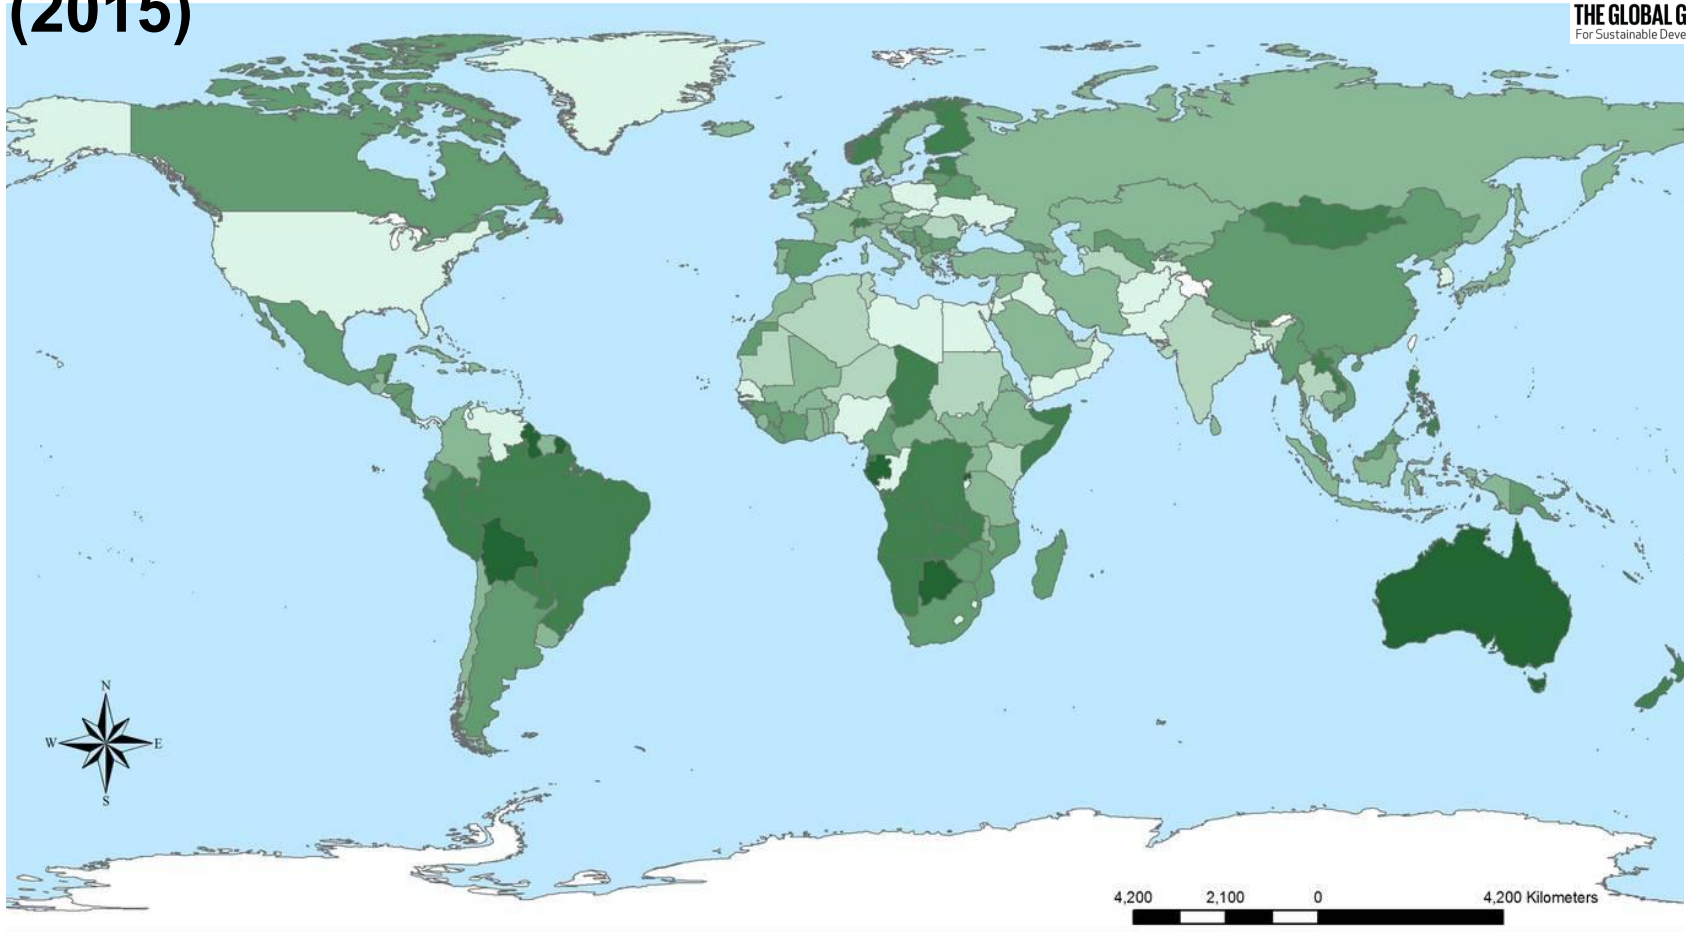 (2015)
THE GLOBAL G
For Sustainable Deve
N
W
E
S
4,200 2,100 0 4,200 Kilometers